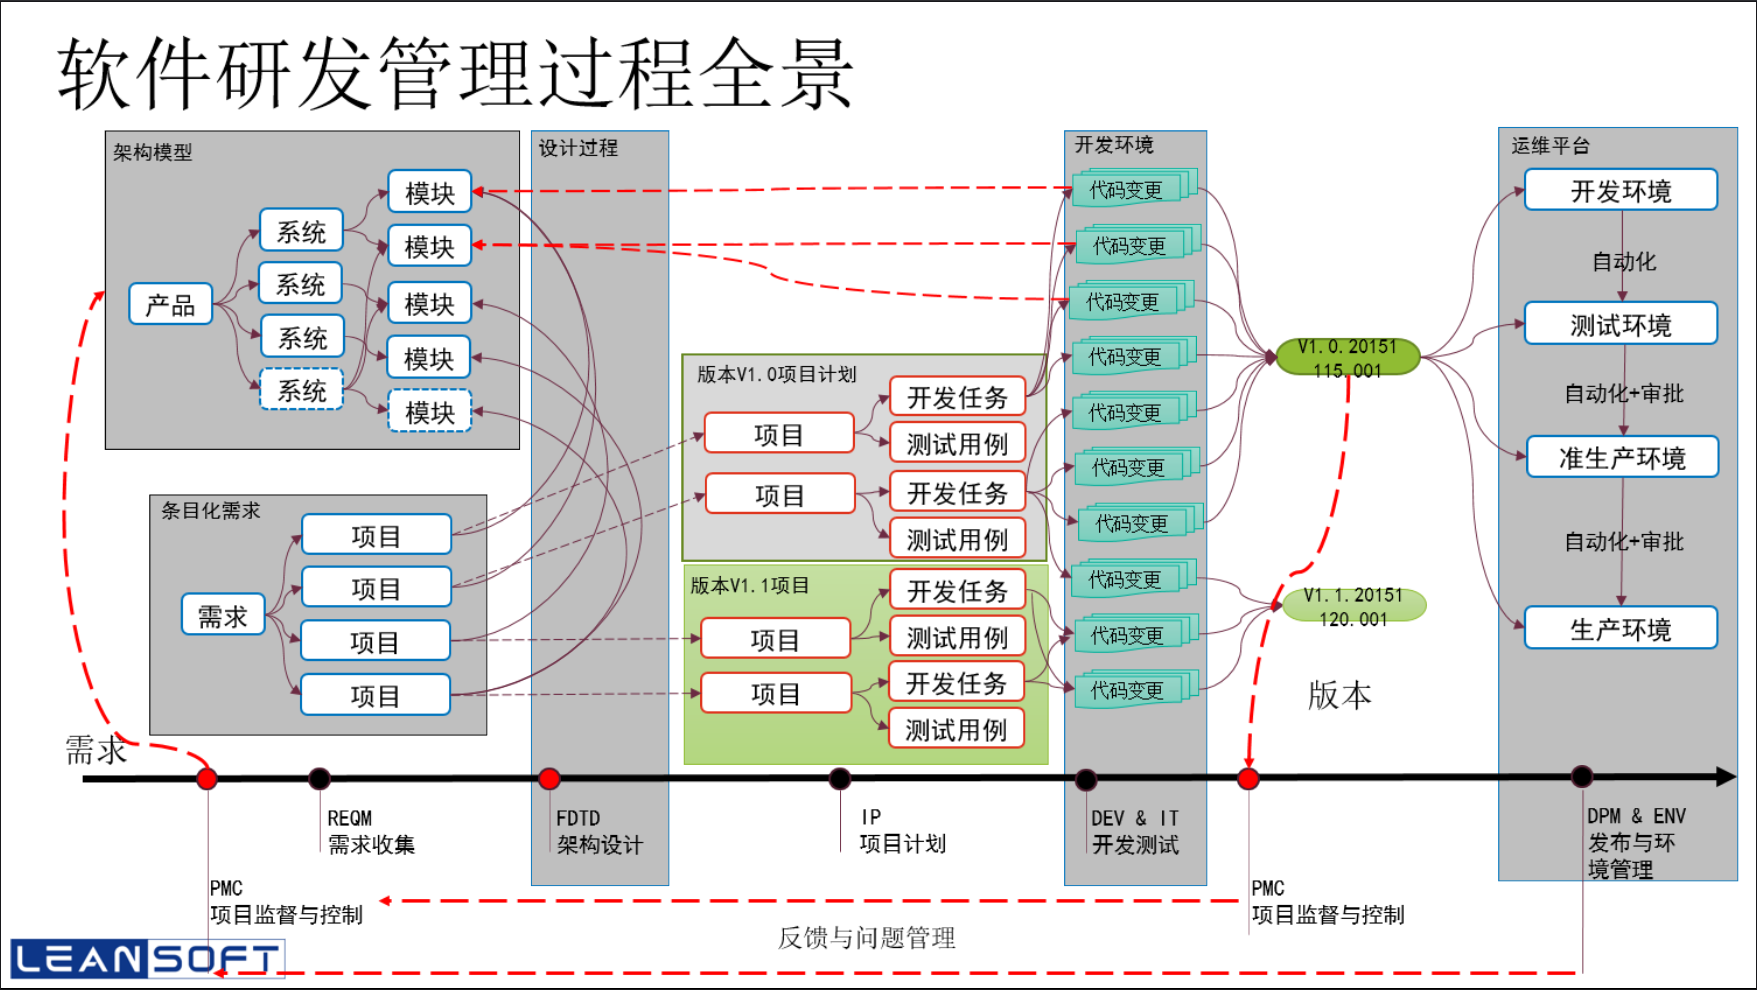 软件研发管理过程全景
架构模型
产品
系统
系统
系统
系统
模块
模块
模块
模块
模块
条目化需求
需求
项目
项目
项目
项目
设计过程
版本V1.0项目计划
项目
项目
开发任务
测试用例
开发任务
测试用例
版本V1.1项目
项目
项目
开发任务
测试用例
开发任务
测试用例
开发环境
代码变更
代码变更
代码变更
代码变更
代码变更
代码变更
代码变更
代码变更
代码变更
代码变更
V1.0.20151
115.001
V1.1.20151
120.001
版本
运维平台
开发环境
自动化
测试环境
自动化+审批
准生产环境
自动化+审批
生产环境
需求
PMC
项目监督与控制
REQM
需求收集
FDTD
架构设计
IP
项目计划
DEV & IT
开发测试
PMC
项目监督与控制
DPM & ENV
发布与环
境管理
反馈与问题管理
LEANSOFT